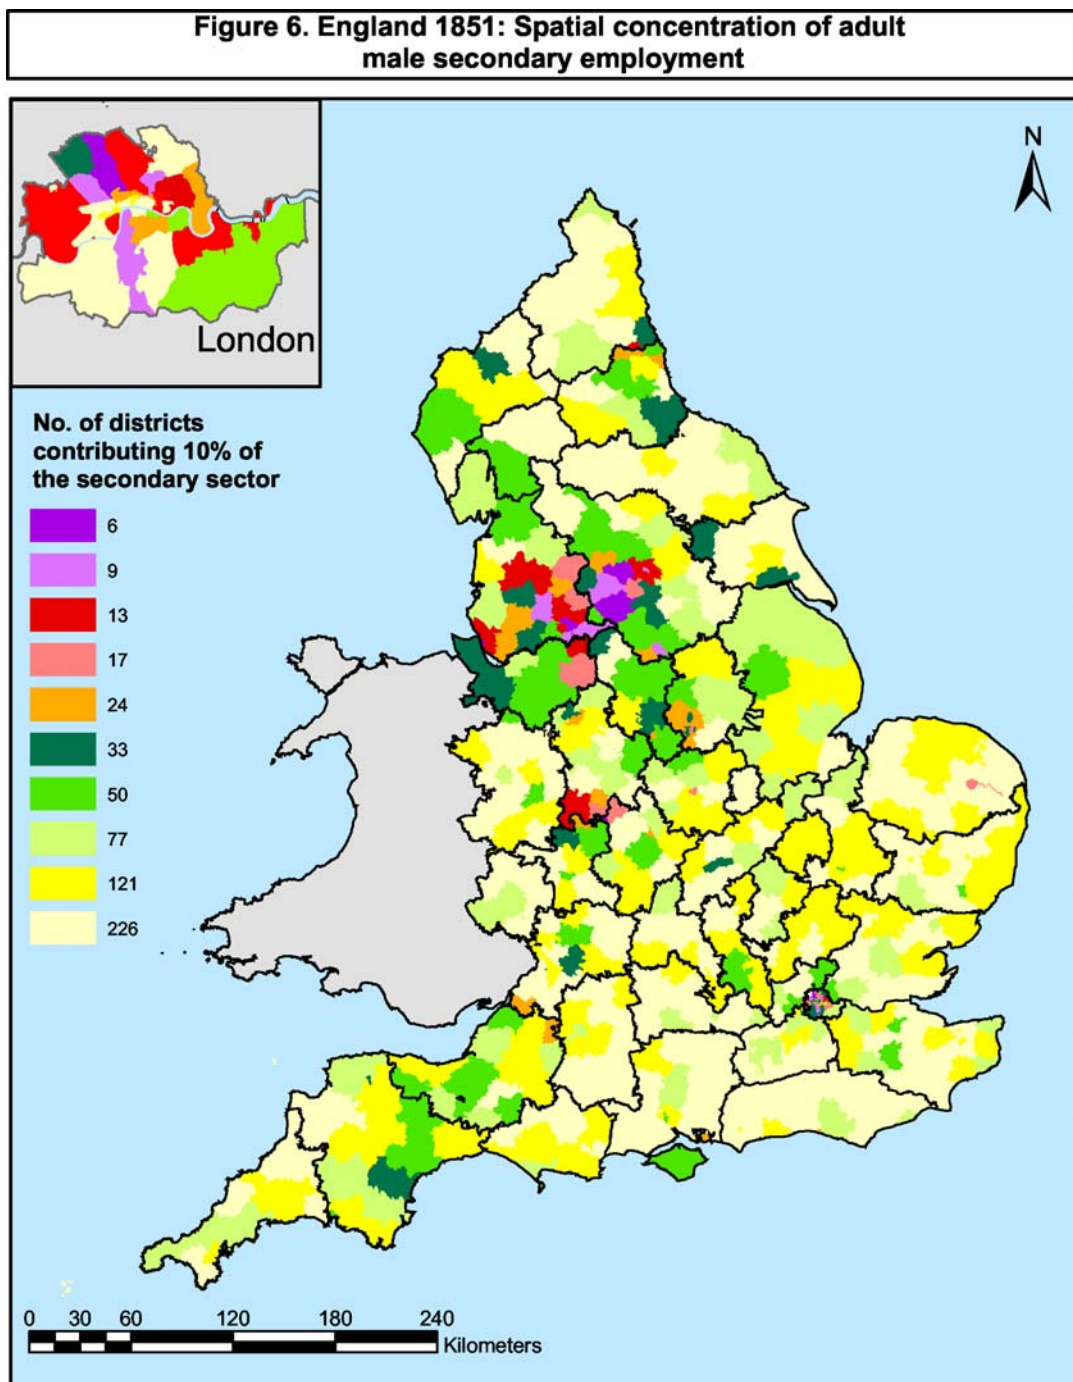 Figure 6. England 1851: Spatial concentration of adult
male secondary employment
N
London
No. of districts
contributing 10% of
the secondary sector
6
9
13
17
24
33
50
77
121
226
0 30 60 120 180 240
Kilometers